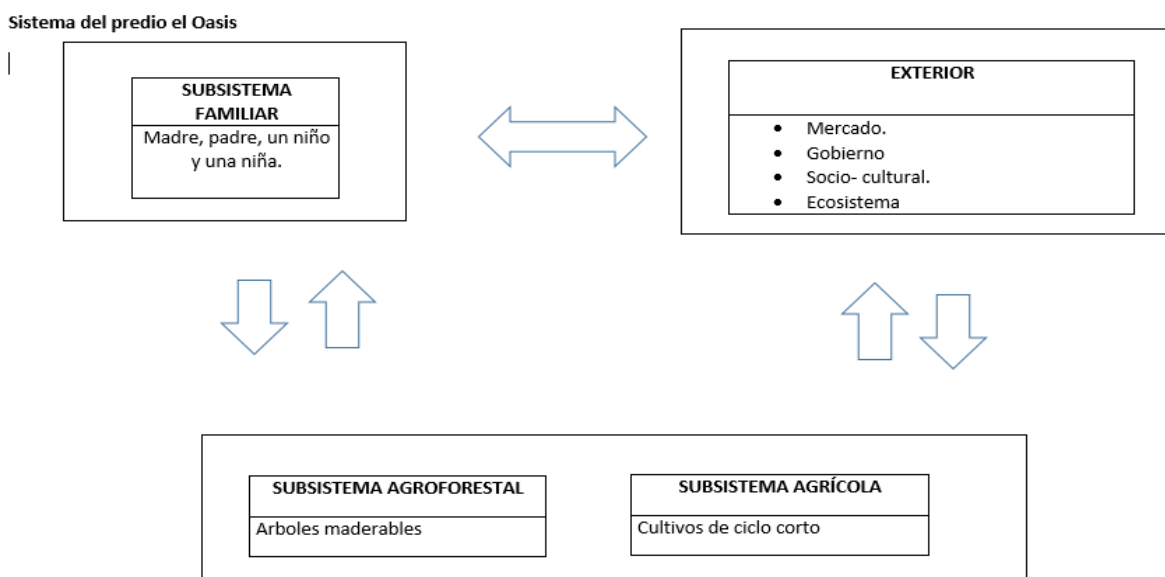 Sistema del predio el Oasis
SUBSISTEMA
FAMILIAR
Madre, padre, un niño
y una niña.
EXTERIOR
• Mercado.
• Gobierno
• Socio- cultural.
• Ecosistema
SUBSISTEMA AGROFORESTAL
Arboles maderables
SUBSISTEMA AGRÍCOLA
Cultivos de ciclo corto